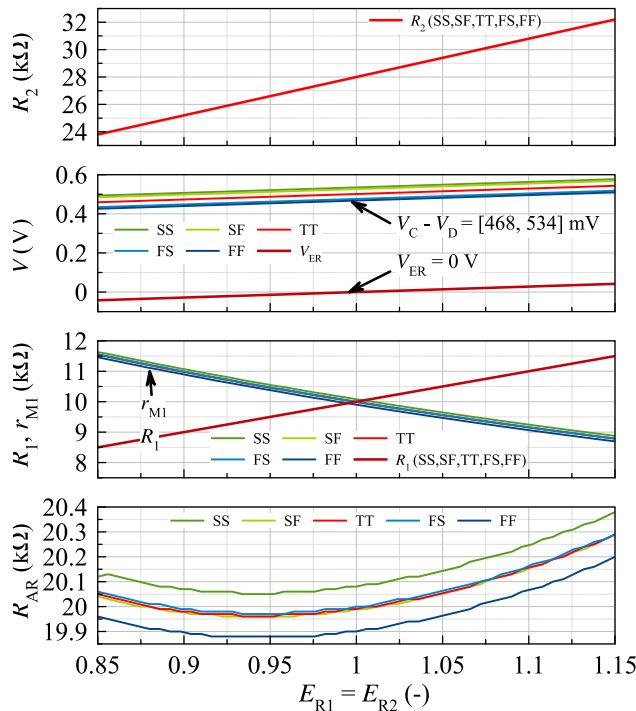 R2 (kΩ)
32
30
28
26
24
R2 (SS,SF,TT,FS,FF)
V (V)
0.6
0.4
0.2
0
VC - VD = [468, 534] mV
VER = 0 V
SS SF TT
FS FF VER
R1, rM1 (kΩ)
12
11
10
9
8
rM1
R1
SS SF TT
FS FF R1 (SS,SF,TT,FS,FF)
RAR (kΩ)
20.4
20.3
20.2
20.1
20
19.9
SS SF TT FS FF
0.85 0.9 0.95 1 1.05 1.1 1.15
ER1 = ER2 (-)